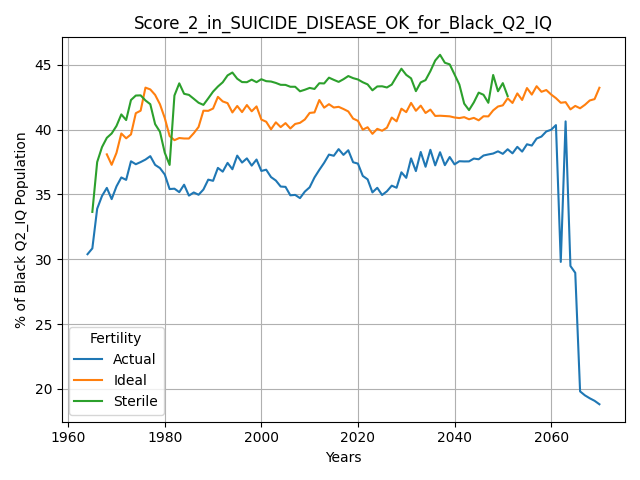 Score_2_in_SUICIDE_DISEASE_OK_for_Black_Q2_IQ
% of Black Q2_IQ Population
45
40
35
30
25
20
Fertility
Actual
Ideal
Sterile
1960 1980 2000 2020 2040 2060
Years